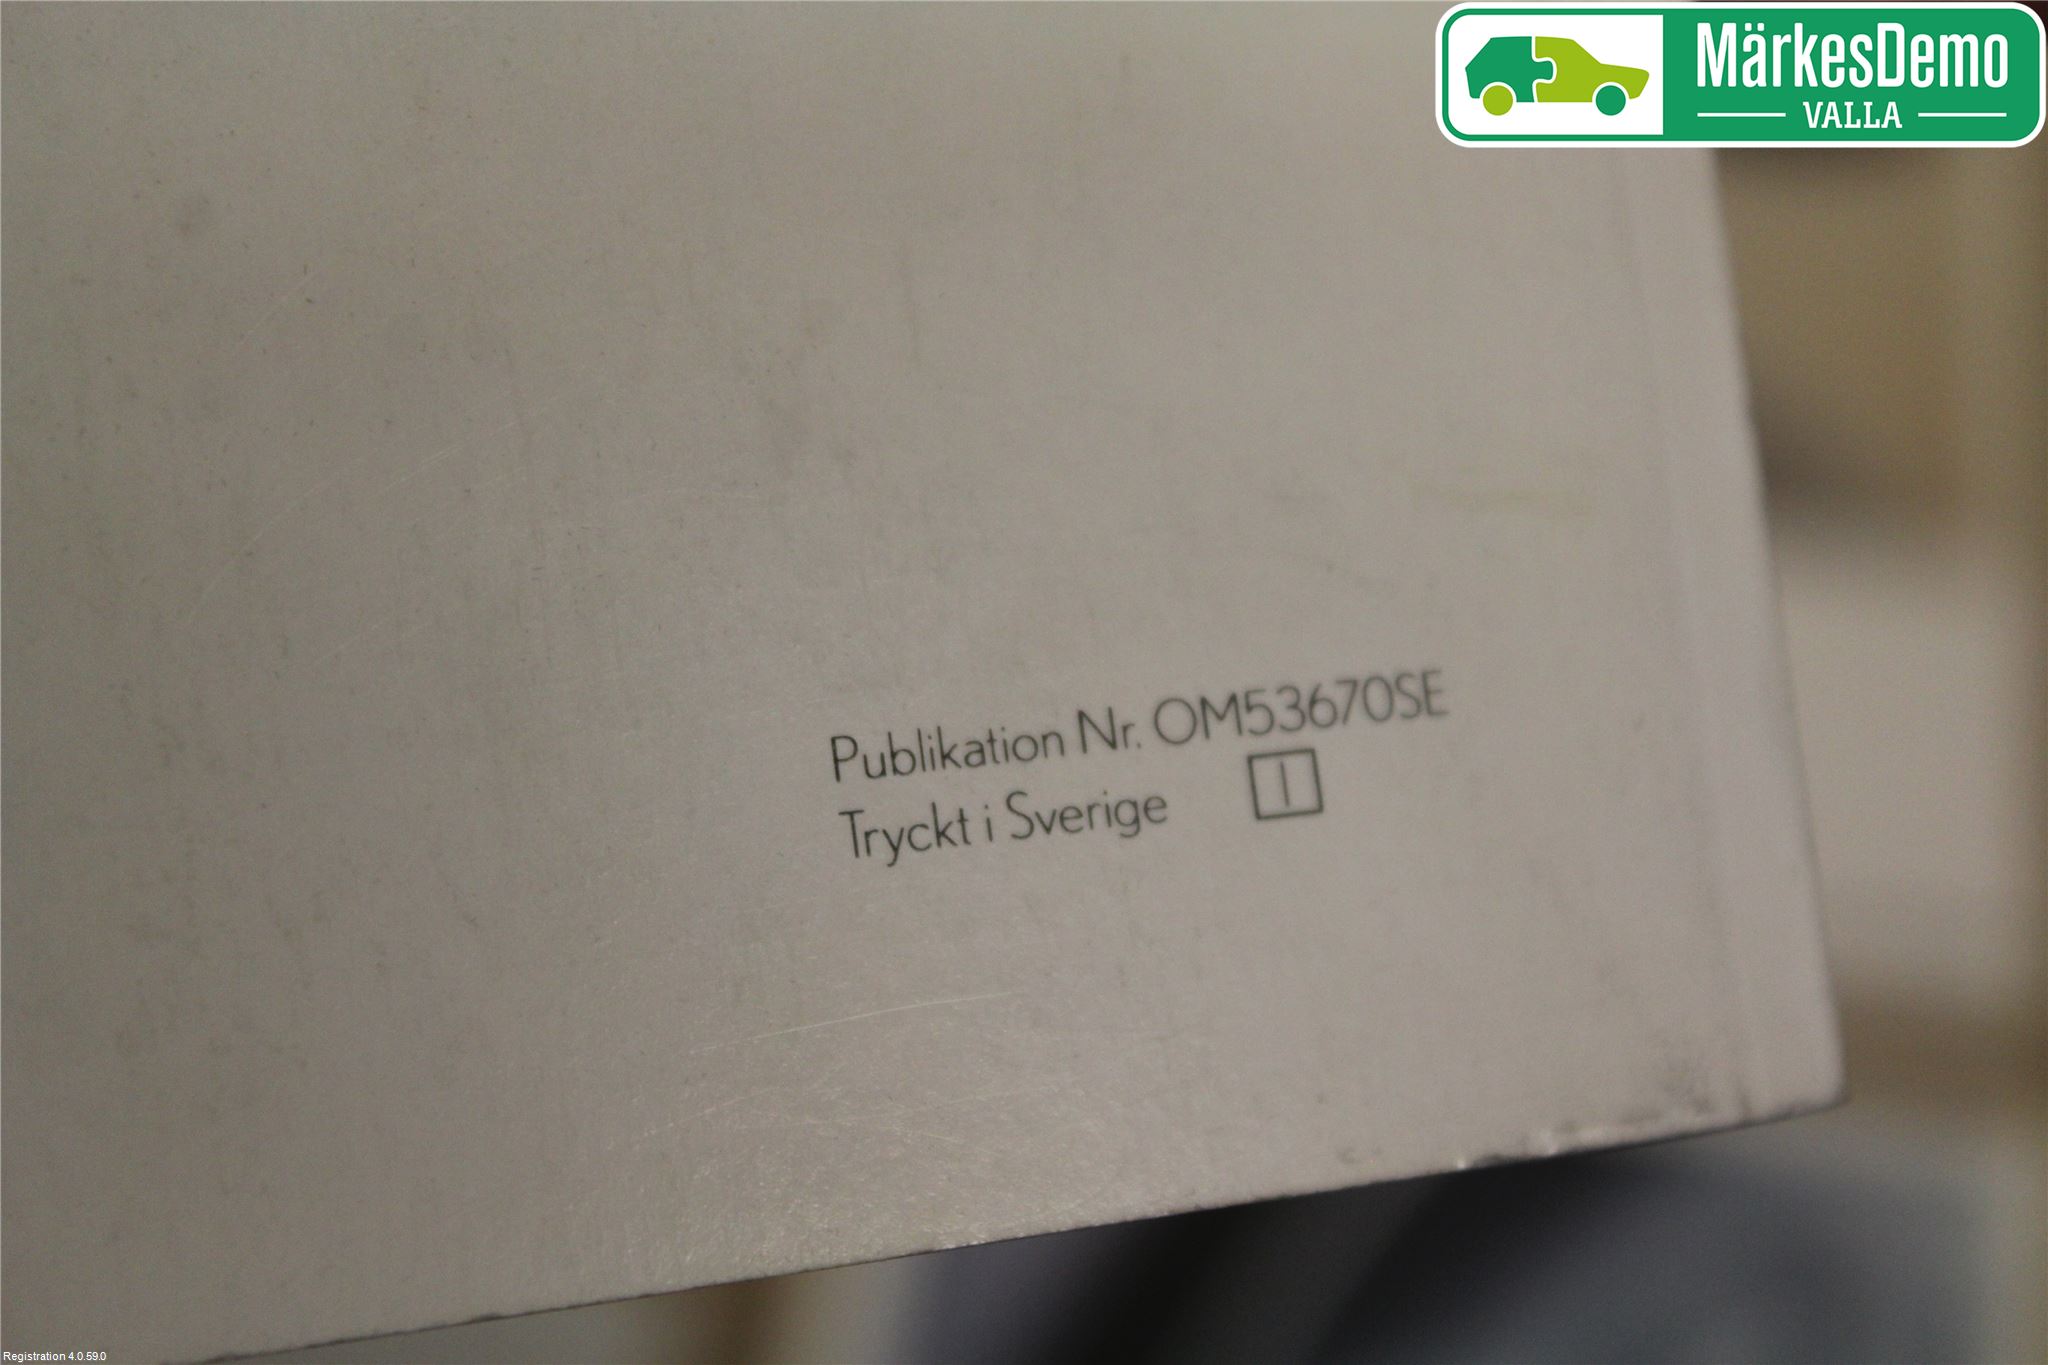 MärkesDemo
VALLA
Publikation Nr. OM53670SE
Tryckt i Sverige I
Registration 4.0.59.0